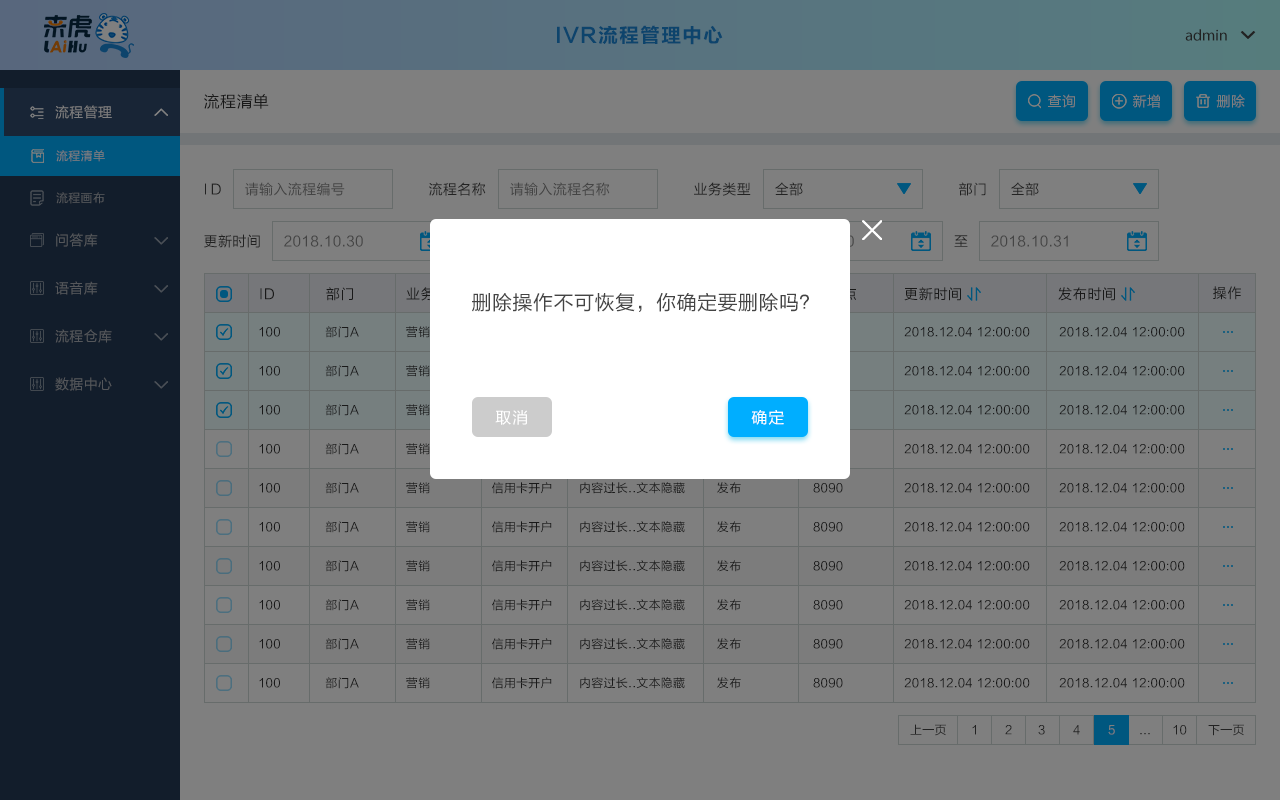 来虎
LAiHu
IVR流程管理中心
admin
流程管理
流程清单
流程画布
问答库
语音库
流程仓库
数据中心
流程清单
查询
新增
删除
ID 请输入流程编号 流程名称 请输入流程名称 业务类型 全部 部门 全部
更新时间 2018.10.30 至 2018.10.31
删除操作不可恢复，你确定要删除吗?
取消 确定
ID 部门 业务 更新时间 发布时间 操作
100 部门A 营销 2018.12.04 12:00:00 2018.12.04 12:00:00 ...
100 部门A 营销 2018.12.04 12:00:00 2018.12.04 12:00:00 ...
100 部门A 营销 2018.12.04 12:00:00 2018.12.04 12:00:00 ...
100 部门A 营销 2018.12.04 12:00:00 2018.12.04 12:00:00 ...
100 部门A 营销 信用卡开户 内容过长..文本隐藏 发布 8090 2018.12.04 12:00:00 2018.12.04 12:00:00 ...
100 部门A 营销 信用卡开户 内容过长..文本隐藏 发布 8090 2018.12.04 12:00:00 2018.12.04 12:00:00 ...
100 部门A 营销 信用卡开户 内容过长..文本隐藏 发布 8090 2018.12.04 12:00:00 2018.12.04 12:00:00 ...
100 部门A 营销 信用卡开户 内容过长..文本隐藏 发布 8090 2018.12.04 12:00:00 2018.12.04 12:00:00 ...
100 部门A 营销 信用卡开户 内容过长..文本隐藏 发布 8090 2018.12.04 12:00:00 2018.12.04 12:00:00 ...
100 部门A 营销 信用卡开户 内容过长..文本隐藏 发布 8090 2018.12.04 12:00:00 2018.12.04 12:00:00 ...
上一页 1 2 3 4 5 ... 10 下一页